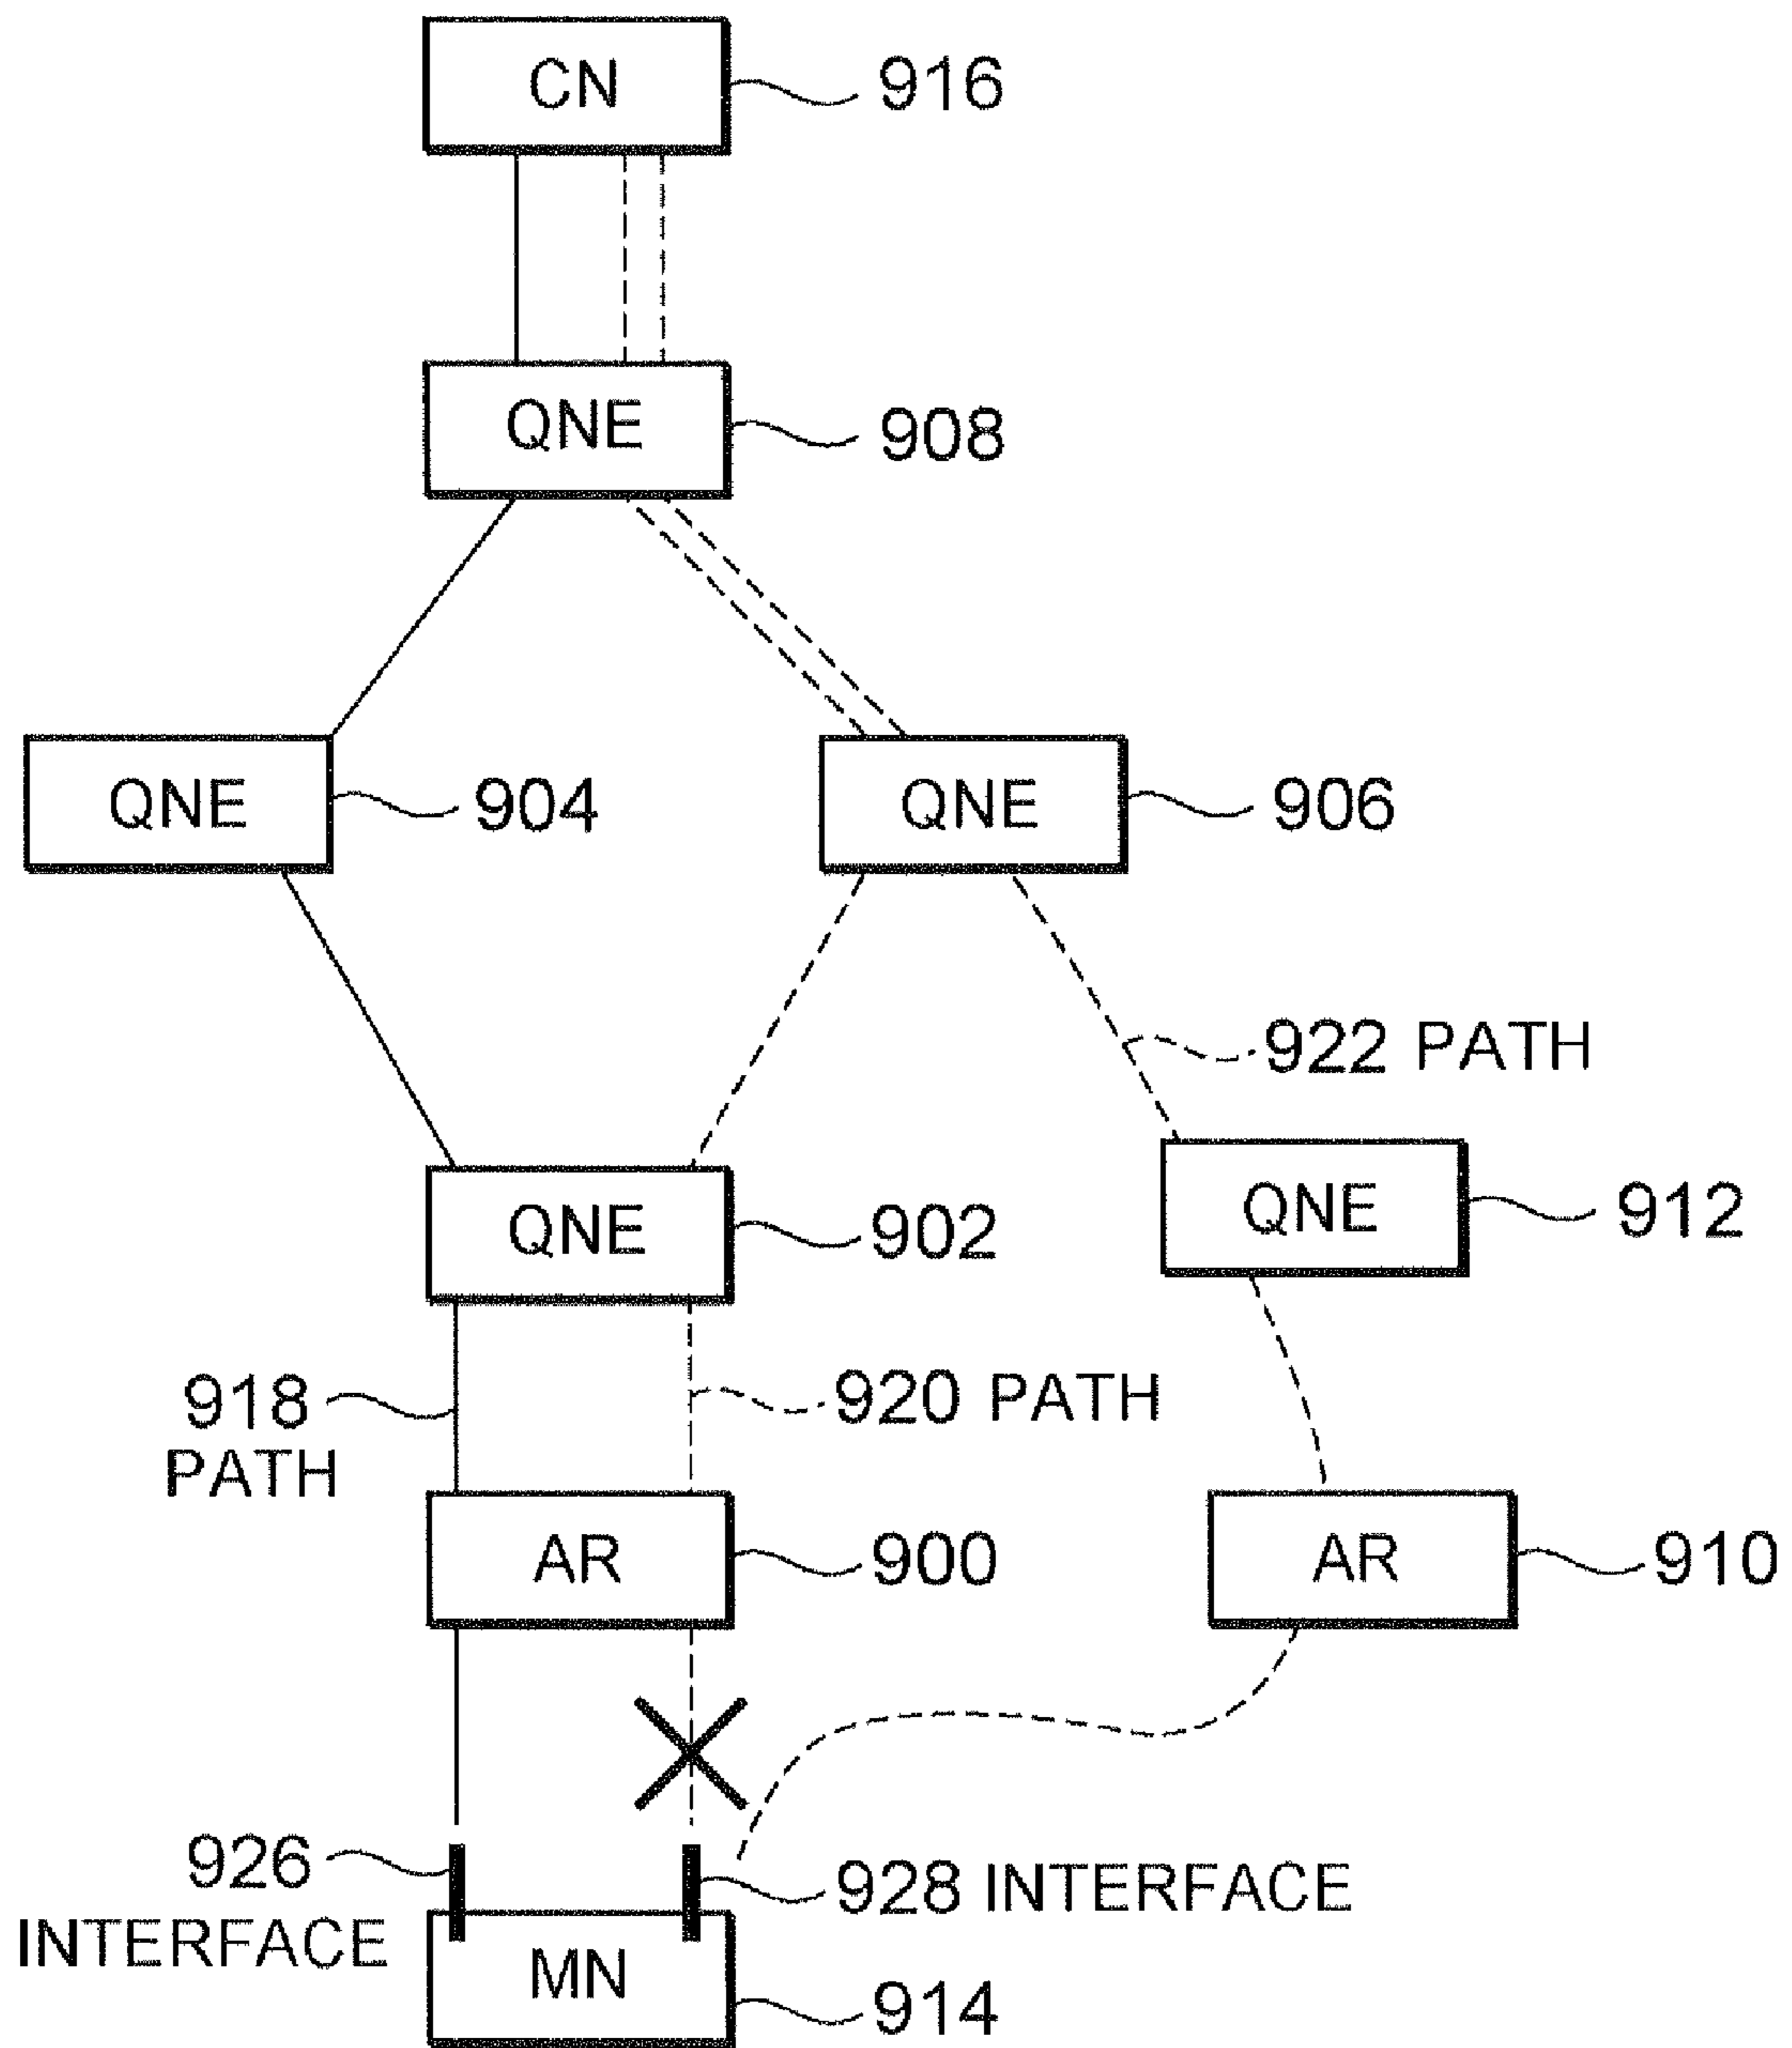 CN 916
QNE 908
QNE 904 QNE 906
922 PATH
QNE 902 QNE 912
918
PATH
920 PATH
AR 900 AR 910
926
INTERFACE
928 INTERFACE
MN 914